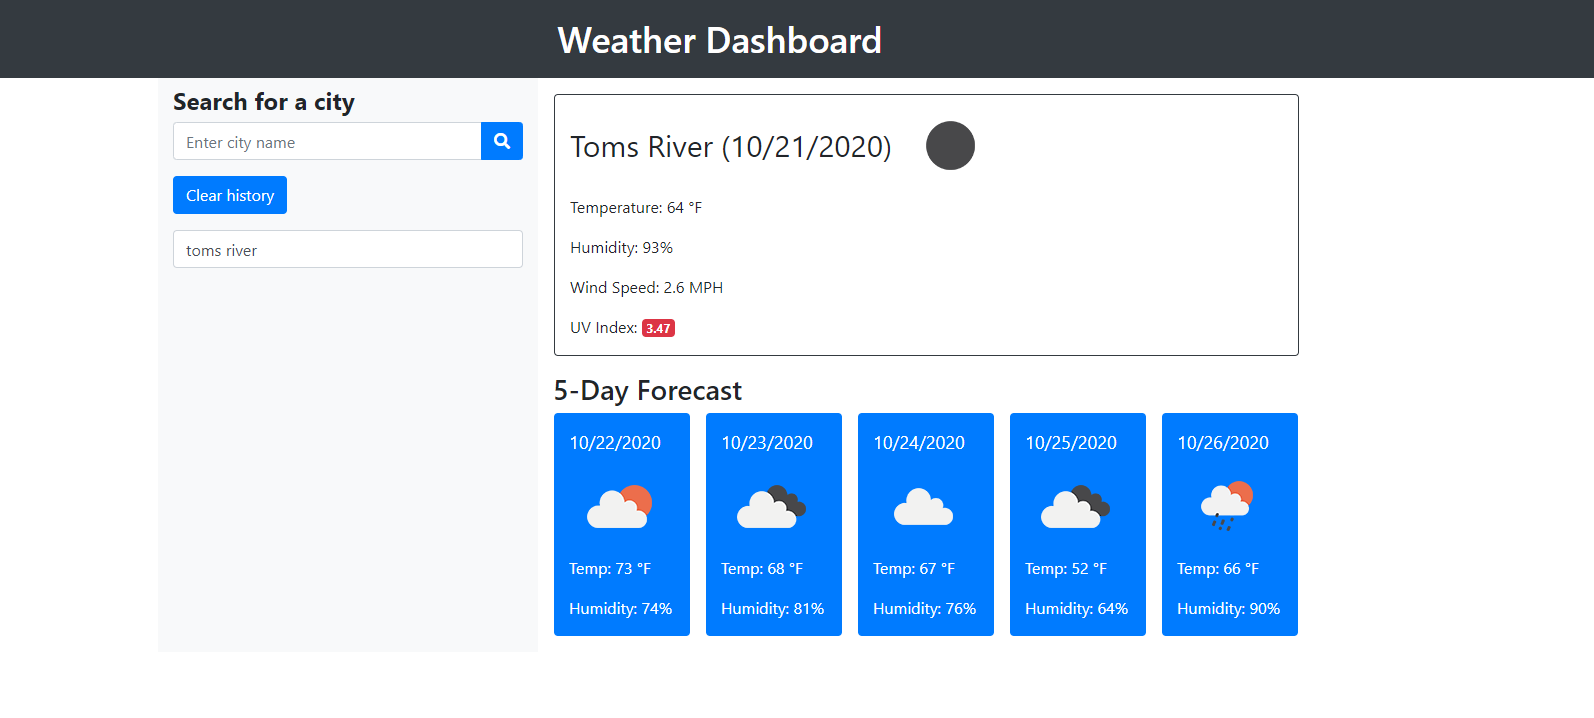 Weather Dashboard
Search for a city
Enter city name
Clear history
toms river
Toms River (10/21/2020)
Temperature: 64 °F
Humidity: 93%
Wind Speed: 2.6 MPH
UV Index: 3.47
5-Day Forecast
10/22/2020
Temp: 73 °F
Humidity: 74%
10/23/2020
Temp: 68 °F
Humidity: 81%
10/24/2020
Temp: 67 °F
Humidity: 76%
10/25/2020
Temp: 52 °F
Humidity: 64%
10/26/2020
Temp: 66 °F
Humidity: 90%